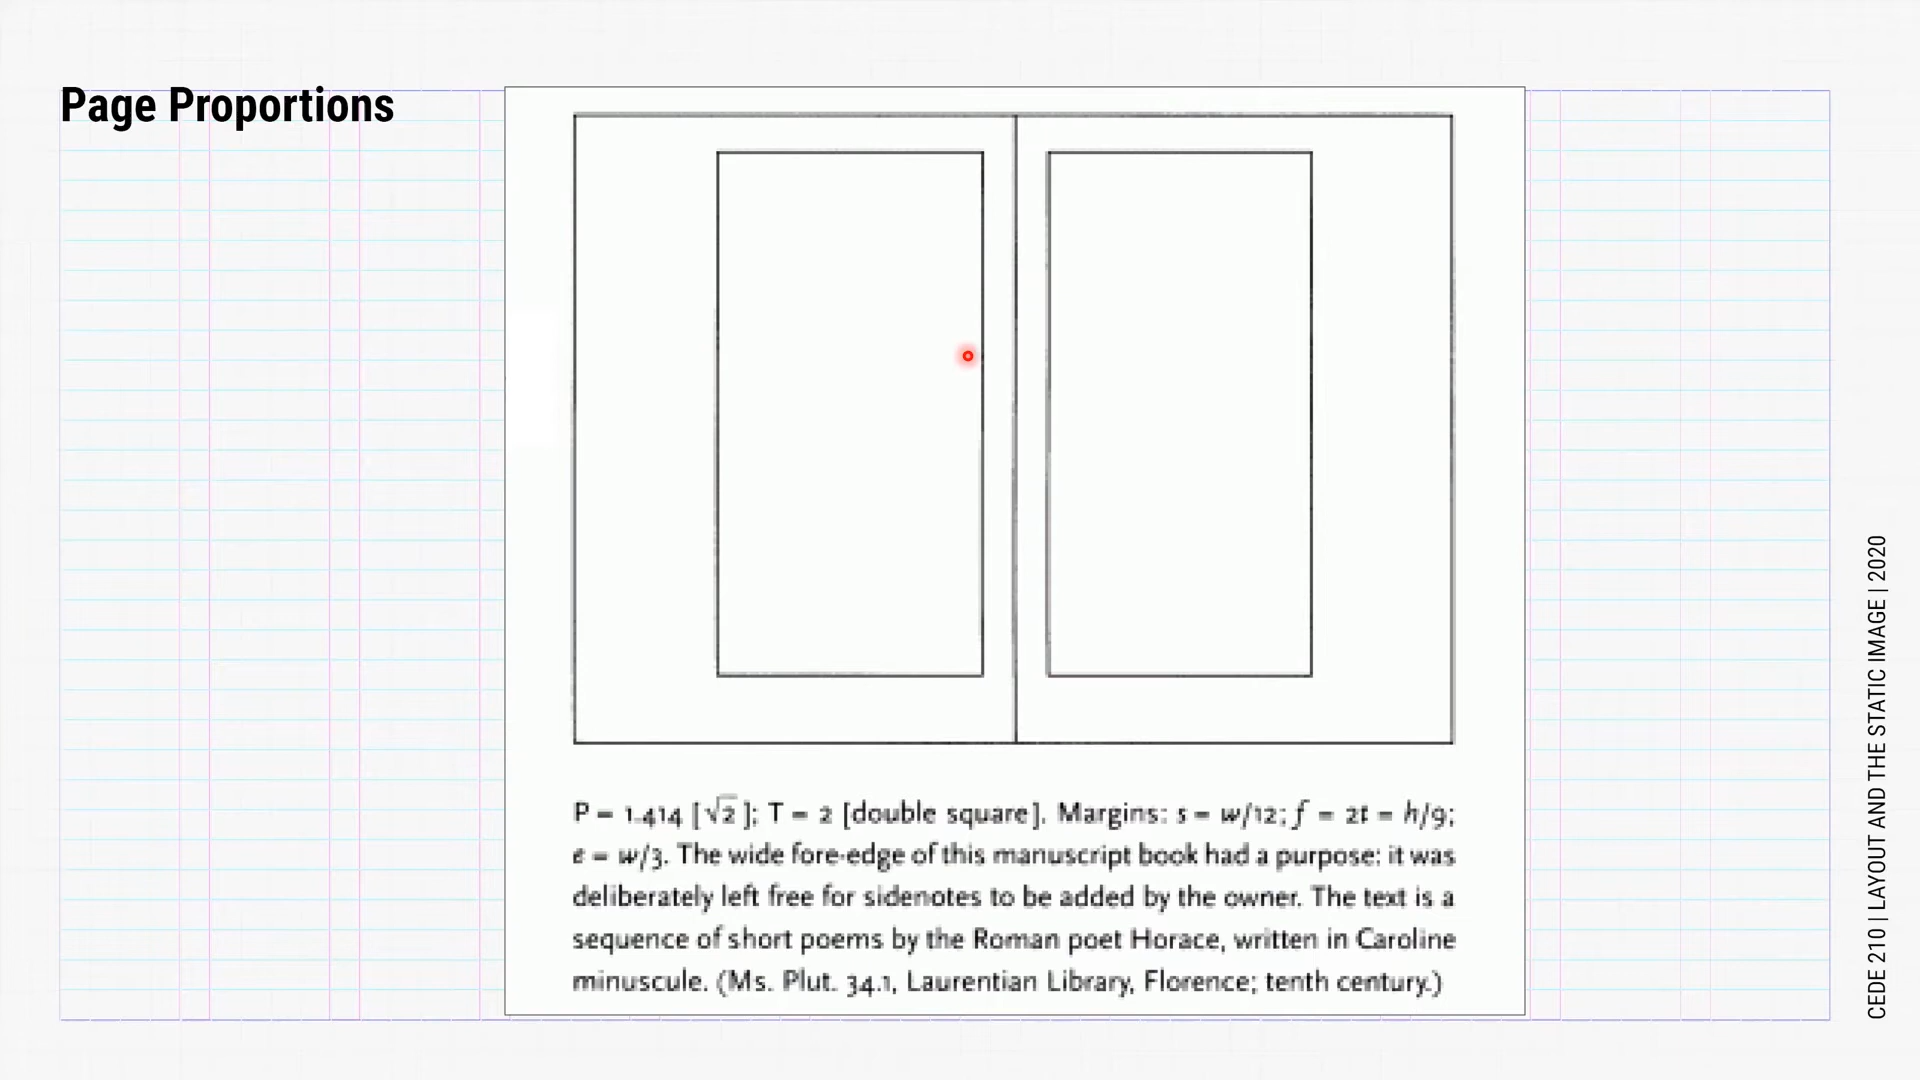 Page Proportions
P = 1.414 [√2]; T = 2 [double square]. Margins: s = w/12; f = 2t = h/9;
e = w/3. The wide fore-edge of this manuscript book had a purpose: it was
deliberately left free for sidenotes to be added by the owner. The text is a
sequence of short poems by the Roman poet Horace, written in Caroline
minuscule. (Ms. Plut. 34.1, Laurentian Library, Florence; tenth century.)
CEDE 210 | LAYOUT AND THE STATIC IMAGE | 2020